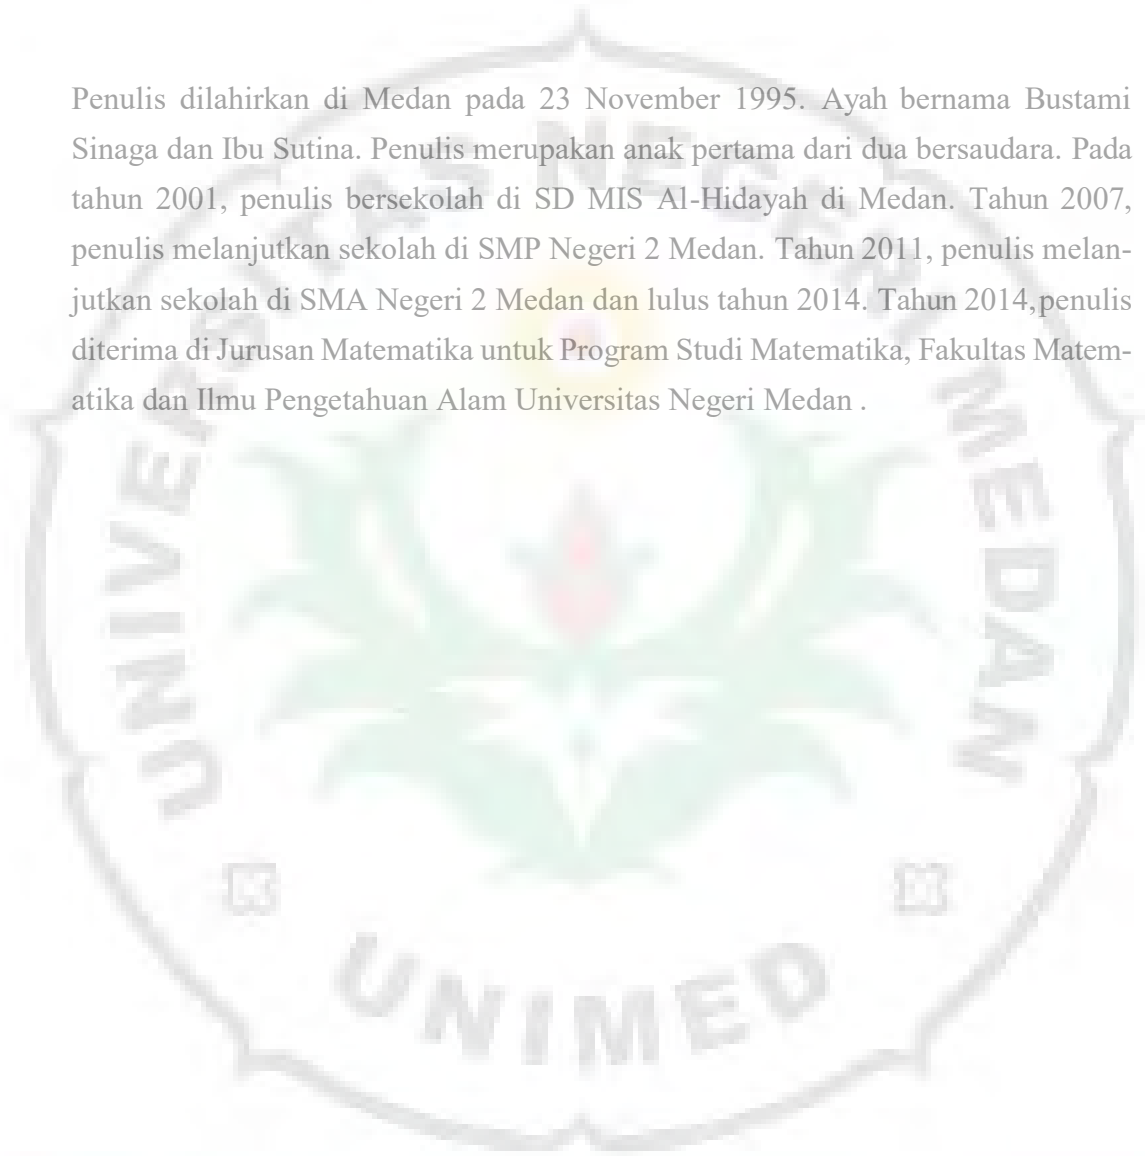 Penulis dilahirkan di Medan pada 23 November 1995. Ayah bernama Bustami
Sinaga dan Ibu Sutina. Penulis merupakan anak pertama dari dua bersaudara. Pada
tahun 2001, penulis bersekolah di SD MIS Al-Hidayah di Medan. Tahun 2007,
penulis melanjutkan sekolah di SMP Negeri 2 Medan. Tahun 2011, penulis melan-
jutkan sekolah di SMA Negeri 2 Medan dan lulus tahun 2014. Tahun 2014,penulis
diterima di Jurusan Matematika untuk Program Studi Matematika, Fakultas Matem-
atika dan Ilmu Pengetahuan Alam Universitas Negeri Medan .
UNIVERSITAS NEGERI MEDAN
UNIMED